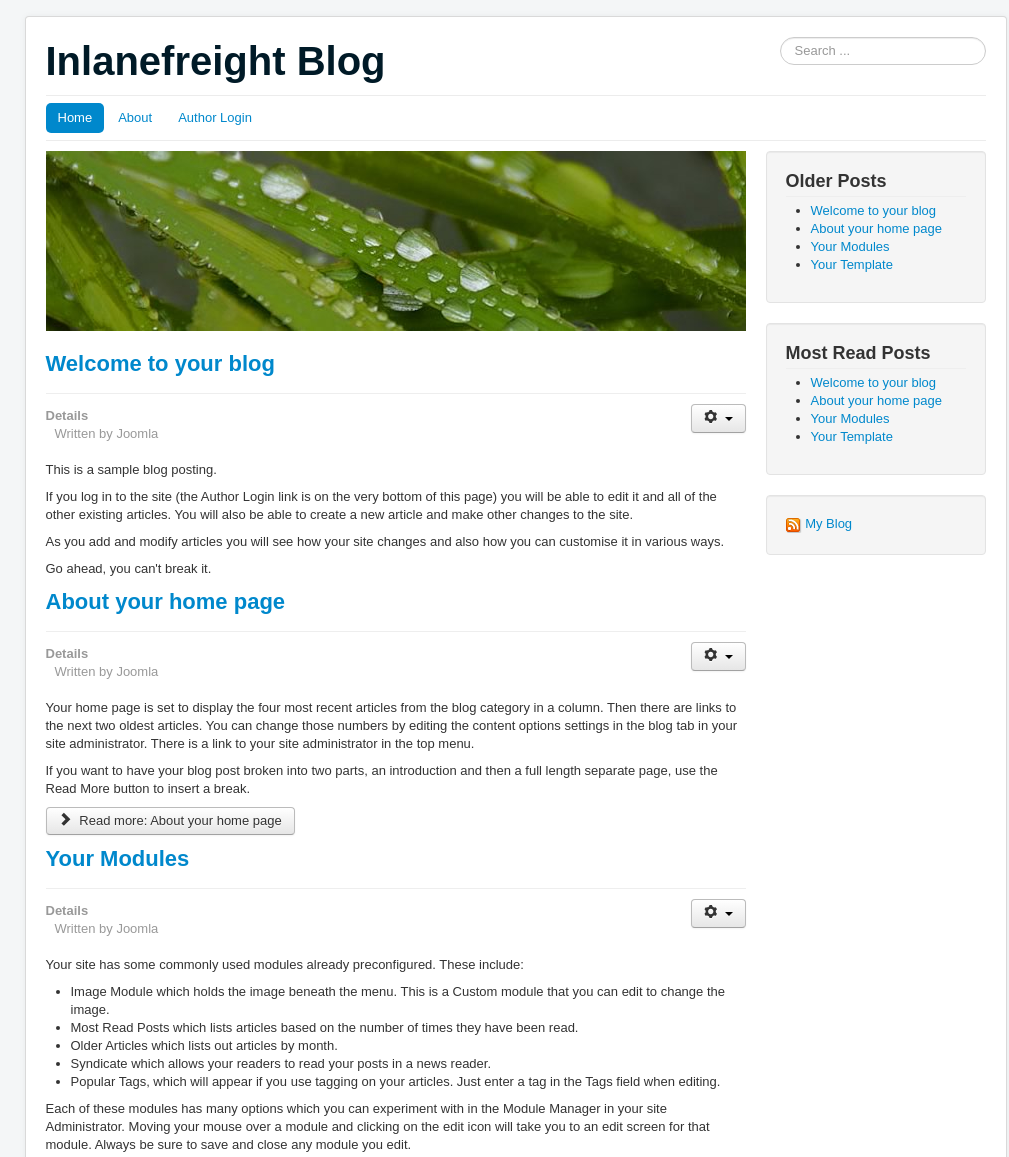 Inlanefreight Blog
Search ...
Home
About
Author Login
Welcome to your blog
Details
Written by Joomla
This is a sample blog posting.
If you log in to the site (the Author Login link is on the very bottom of this page) you will be able to edit it and all of the
other existing articles. You will also be able to create a new article and make other changes to the site.
As you add and modify articles you will see how your site changes and also how you can customise it in various ways.
Go ahead, you can't break it.
About your home page
Details
Written by Joomla
Your home page is set to display the four most recent articles from the blog category in a column. Then there are links to
the next two oldest articles. You can change those numbers by editing the content options settings in the blog tab in your
site administrator. There is a link to your site administrator in the top menu.
If you want to have your blog post broken into two parts, an introduction and then a full length separate page, use the
Read More button to insert a break.
Read more: About your home page
Your Modules
Details
Written by Joomla
Your site has some commonly used modules already preconfigured. These include:
Image Module which holds the image beneath the menu. This is a Custom module that you can edit to change the
image.
Most Read Posts which lists articles based on the number of times they have been read.
Older Articles which lists out articles by month.
Syndicate which allows your readers to read your posts in a news reader.
Popular Tags, which will appear if you use tagging on your articles. Just enter a tag in the Tags field when editing.
Each of these modules has many options which you can experiment with in the Module Manager in your site
Administrator. Moving your mouse over a module and clicking on the edit icon will take you to an edit screen for that
module. Always be sure to save and close any module you edit.
Older Posts
Welcome to your blog
About your home page
Your Modules
Your Template
Most Read Posts
Welcome to your blog
About your home page
Your Modules
Your Template
My Blog